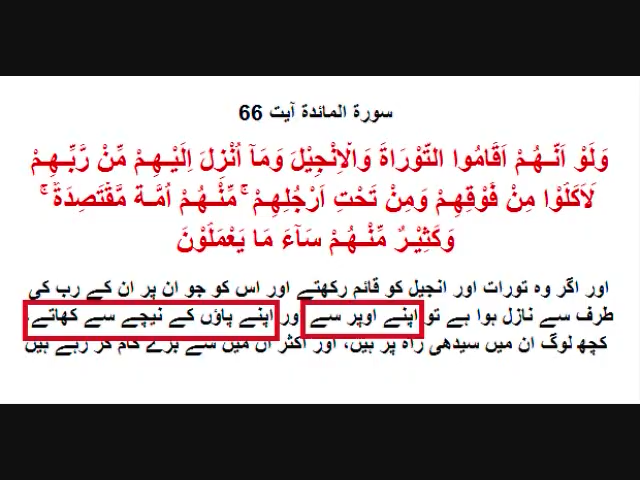 سورة المائدة آیت 66
وَلَوْ اَنَّـهُـمْ اَقَامُوا التَّوْرَاةَ وَالْاِنْجِيْلَ وَمَآ اُنْزِلَ اِلَيْـهِـمْ مِّنْ رَّبِّـهِـمْ
لَاَكَلُوْا مِنْ فَوْقِهِـمْ وَمِنْ تَحْتِ اَرْجُلِهِـمْ ۚ مِّنْـهُـمْ اُمَّـةٌ مُّقْتَصِدَةٌ ۖ
وَكَثِيْـرٌ مِّنْـهُـمْ سَآءَ مَا يَعْمَلُوْنَ
اور اگر وہ تورات اور انجیل کو قائم رکھتے اور اس کو جو ان پر ان کے رب کی
طرف سے نازل ہوا ہے تو اپنے اوپر سے اور اپنے پاؤں کے نیچے سے کھاتے،
کچھ لوگ ان میں سیدھی راہ پر ہیں، اور اکثر ان میں سے برے کام کر رہے ہیں